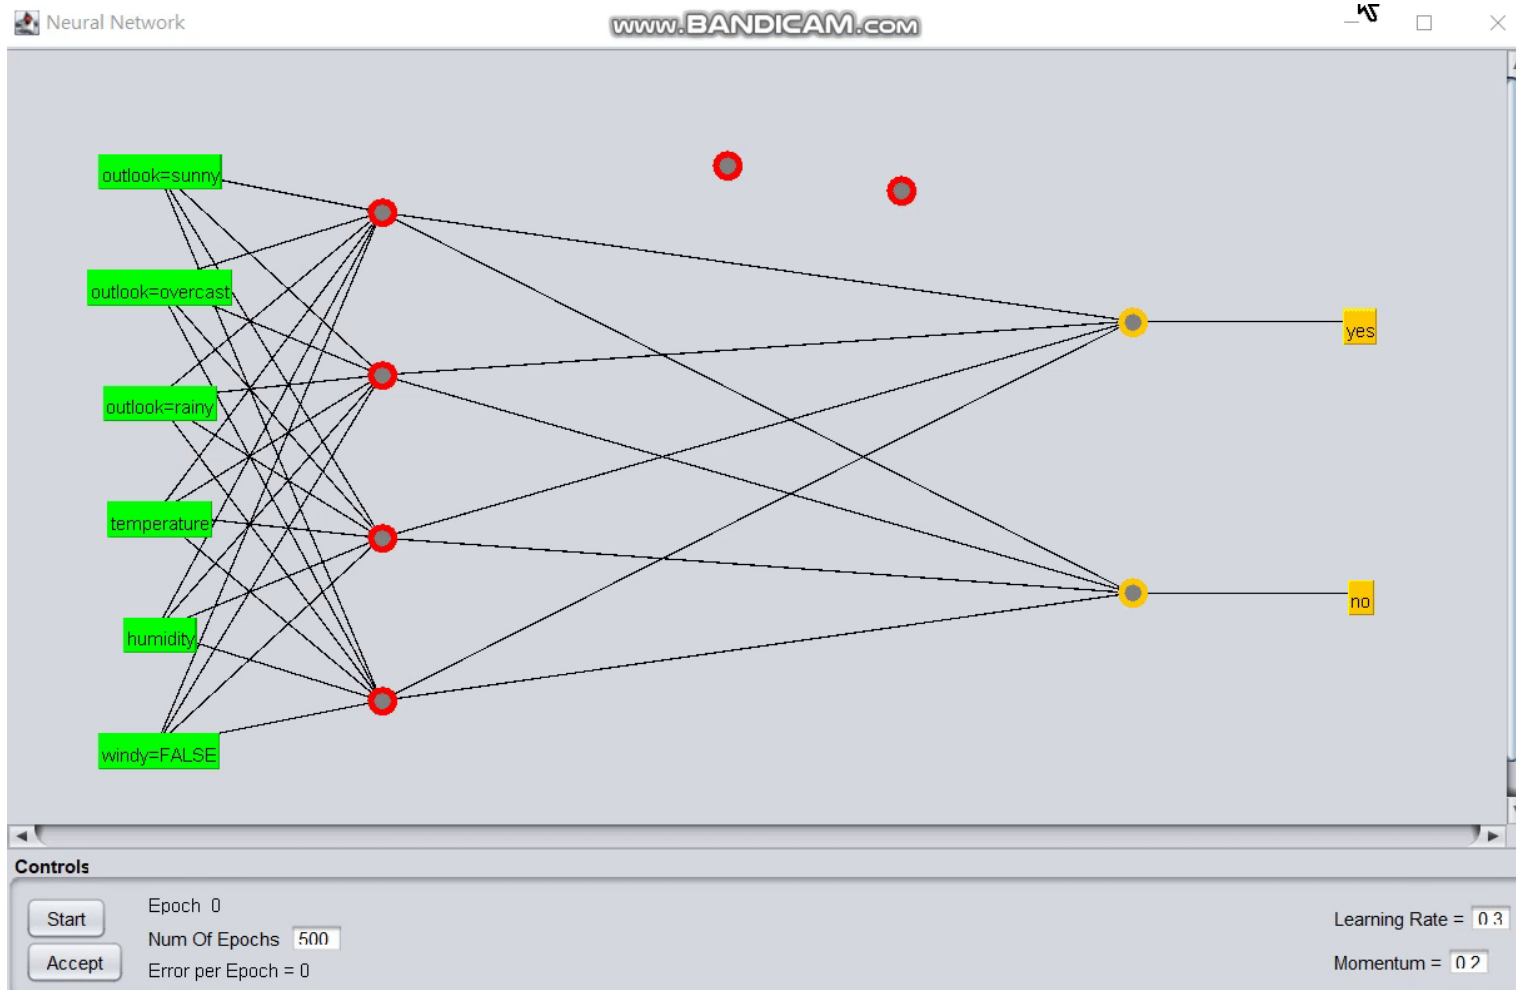 Neural Network
www.BANDICAM.com
outlook=sunny
outlook=overcast
outlook=rainy
temperature
humidity
windy=FALSE
yes
no
Controls
Start
Accept
Epoch 0
Num Of Epochs 500
Error per Epoch = 0
Learning Rate = 0.3
Momentum = 0.2